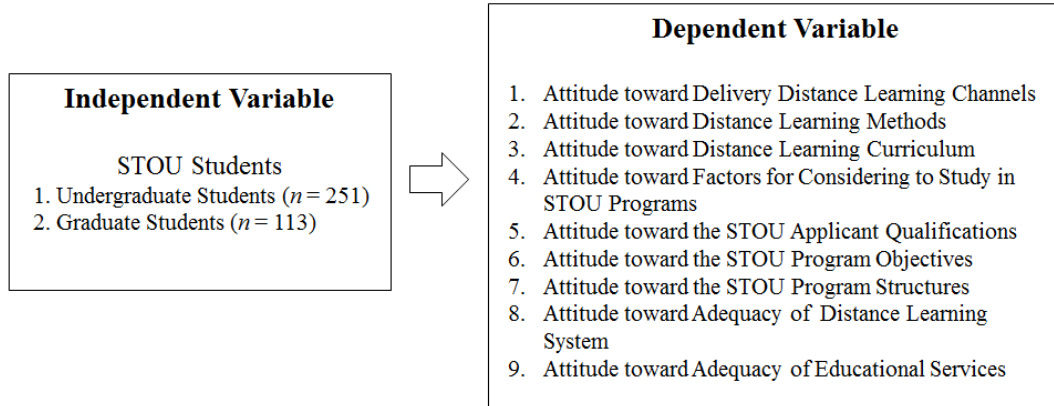 Independent Variable
STOU Students
1. Undergraduate Students (n = 251)
2. Graduate Students (n = 113)
Dependent Variable
1. Attitude toward Delivery Distance Learning Channels
2. Attitude toward Distance Learning Methods
3. Attitude toward Distance Learning Curriculum
4. Attitude toward Factors for Considering to Study in
STOU Programs
5. Attitude toward the STOU Applicant Qualifications
6. Attitude toward the STOU Program Objectives
7. Attitude toward the STOU Program Structures
8. Attitude toward Adequacy of Distance Learning
System
9. Attitude toward Adequacy of Educational Services